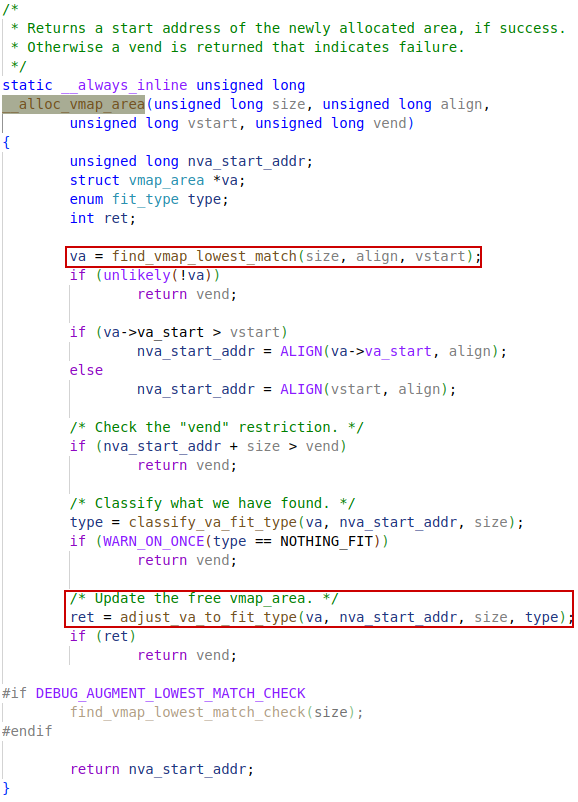 /*
 * Returns a start address of the newly allocated area, if success.
 * Otherwise a vend is returned that indicates failure.
 */
static __always_inline unsigned long
__alloc_vmap_area(unsigned long size, unsigned long align,
        unsigned long vstart, unsigned long vend)
{
        unsigned long nva_start_addr;
        struct vmap_area *va;
        enum fit_type type;
        int ret;

        va = find_vmap_lowest_match(size, align, vstart);
        if (unlikely(!va))
                return vend;

        if (va->va_start > vstart)
                nva_start_addr = ALIGN(va->va_start, align);
        else
                nva_start_addr = ALIGN(vstart, align);

        /* Check the "vend" restriction. */
        if (nva_start_addr + size > vend)
                return vend;

        /* Classify what we have found. */
        type = classify_va_fit_type(va, nva_start_addr, size);
        if (WARN_ON_ONCE(type == NOTHING_FIT))
                return vend;

        /* Update the free vmap_area. */
        ret = adjust_va_to_fit_type(va, nva_start_addr, size, type);
        if (ret)
                return vend;

#if DEBUG_AUGMENT_LOWEST_MATCH_CHECK
        find_vmap_lowest_match_check(size);
#endif

        return nva_start_addr;
}